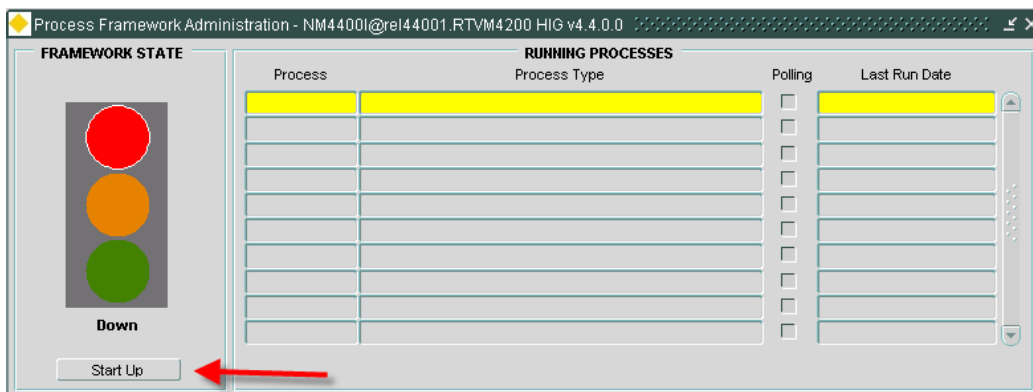 Process Framework Administration - NM4400I@rel44001.RTVM4200 HIG v4.4.0.0
FRAMEWORK STATE
RUNNING PROCESSES
Process Process Type Polling Last Run Date
Down
Start Up